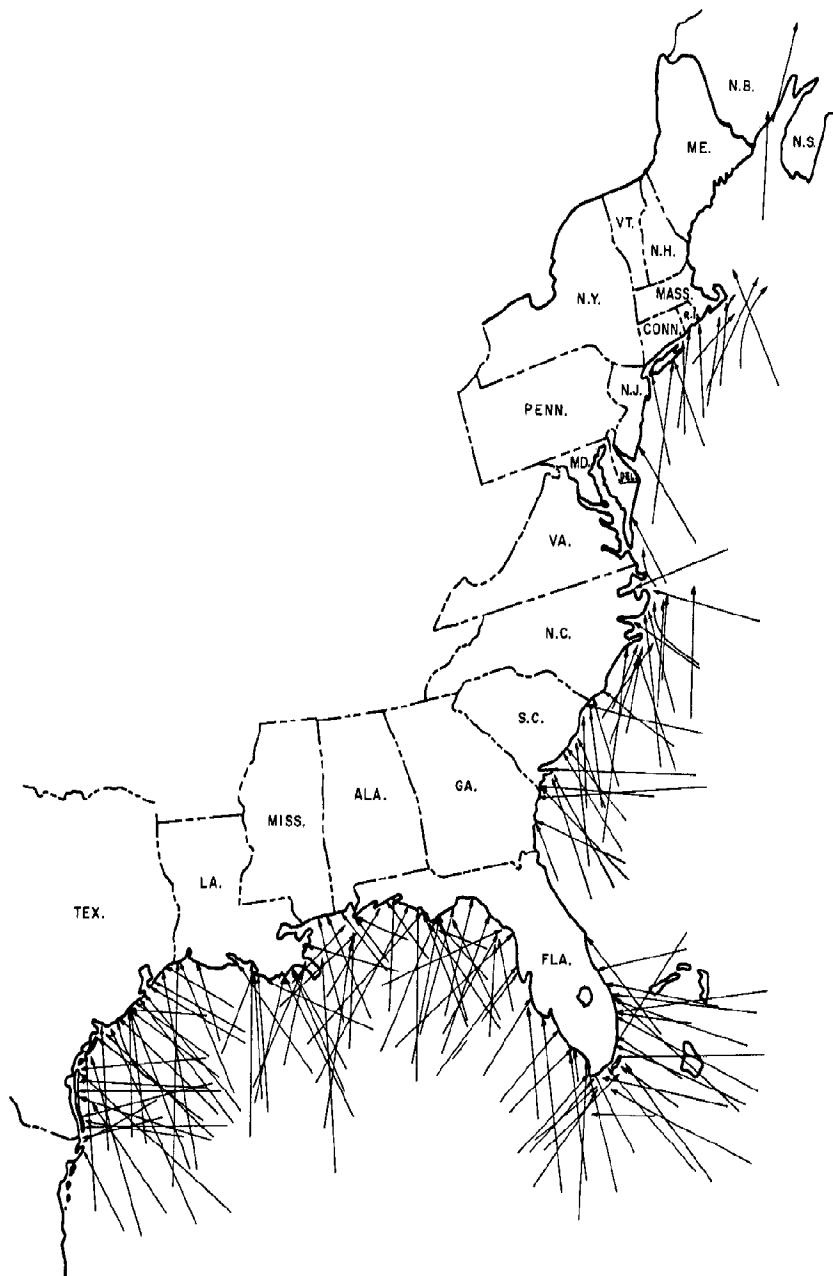 N.B.
N.S.
ME.
VT.
N.H.
N.Y.
MASS.
R.I.
CONN.
N.J.
PENN.
MD.
DEL.
VA.
N.C.
S.C.
GA.
ALA.
MISS.
LA.
TEX.
FLA.